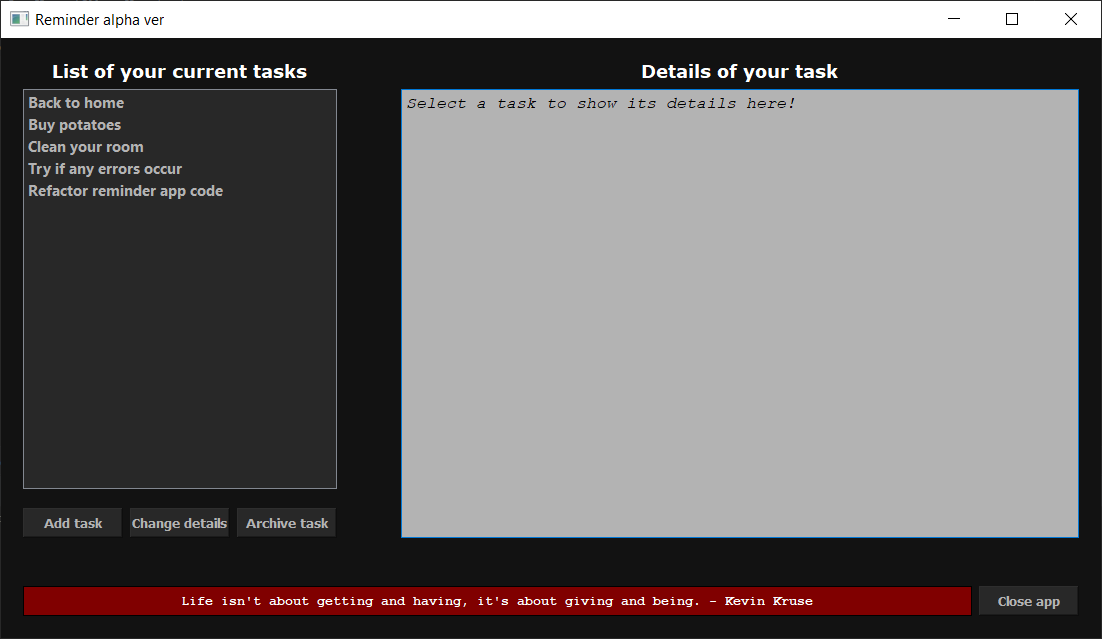 Reminder alpha ver
List of your current tasks
Back to home
Buy potatoes
Clean your room
Try if any errors occur
Refactor reminder app code
Add task
Change details
Archive task
Details of your task
Select a task to show its details here!
Life isn't about getting and having, it's about giving and being. - Kevin Kruse
Close app